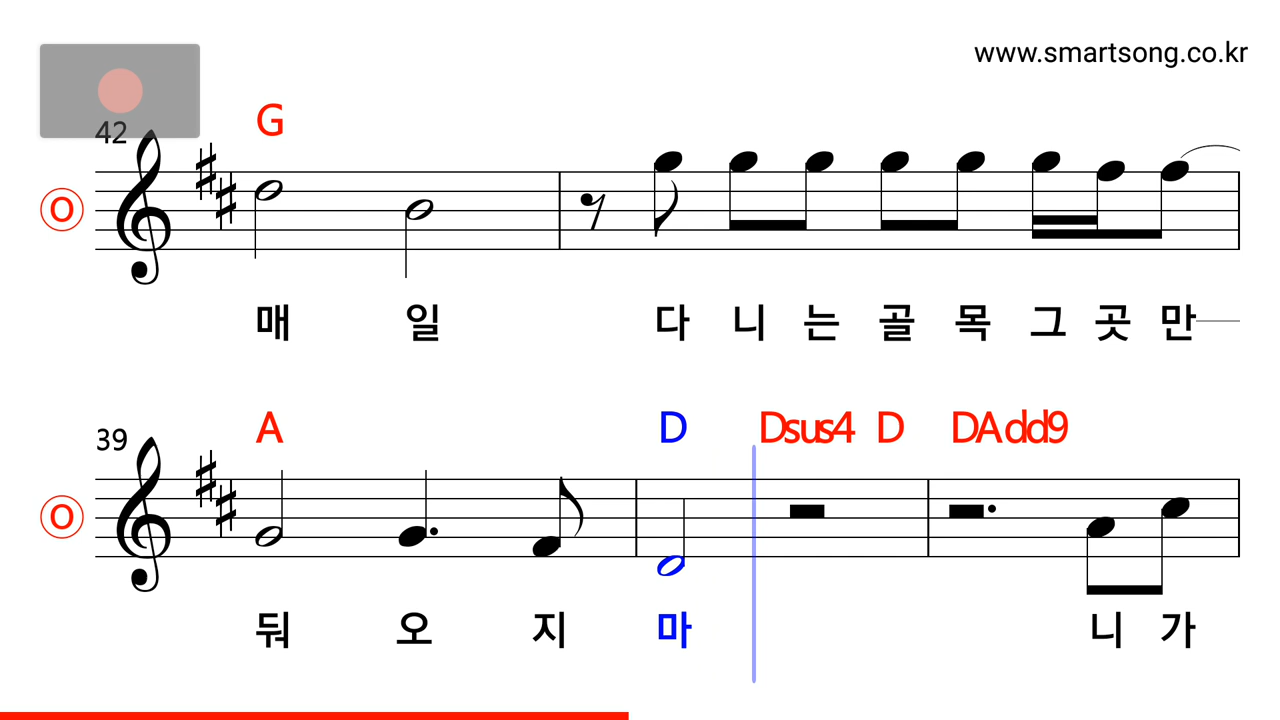 www.smartsong.co.kr
42
G
O
매 일 다 니 는 골 목 그 곳 만
A D Dsus4 D DAdd9
39
O
둬 오 지 마 니 가